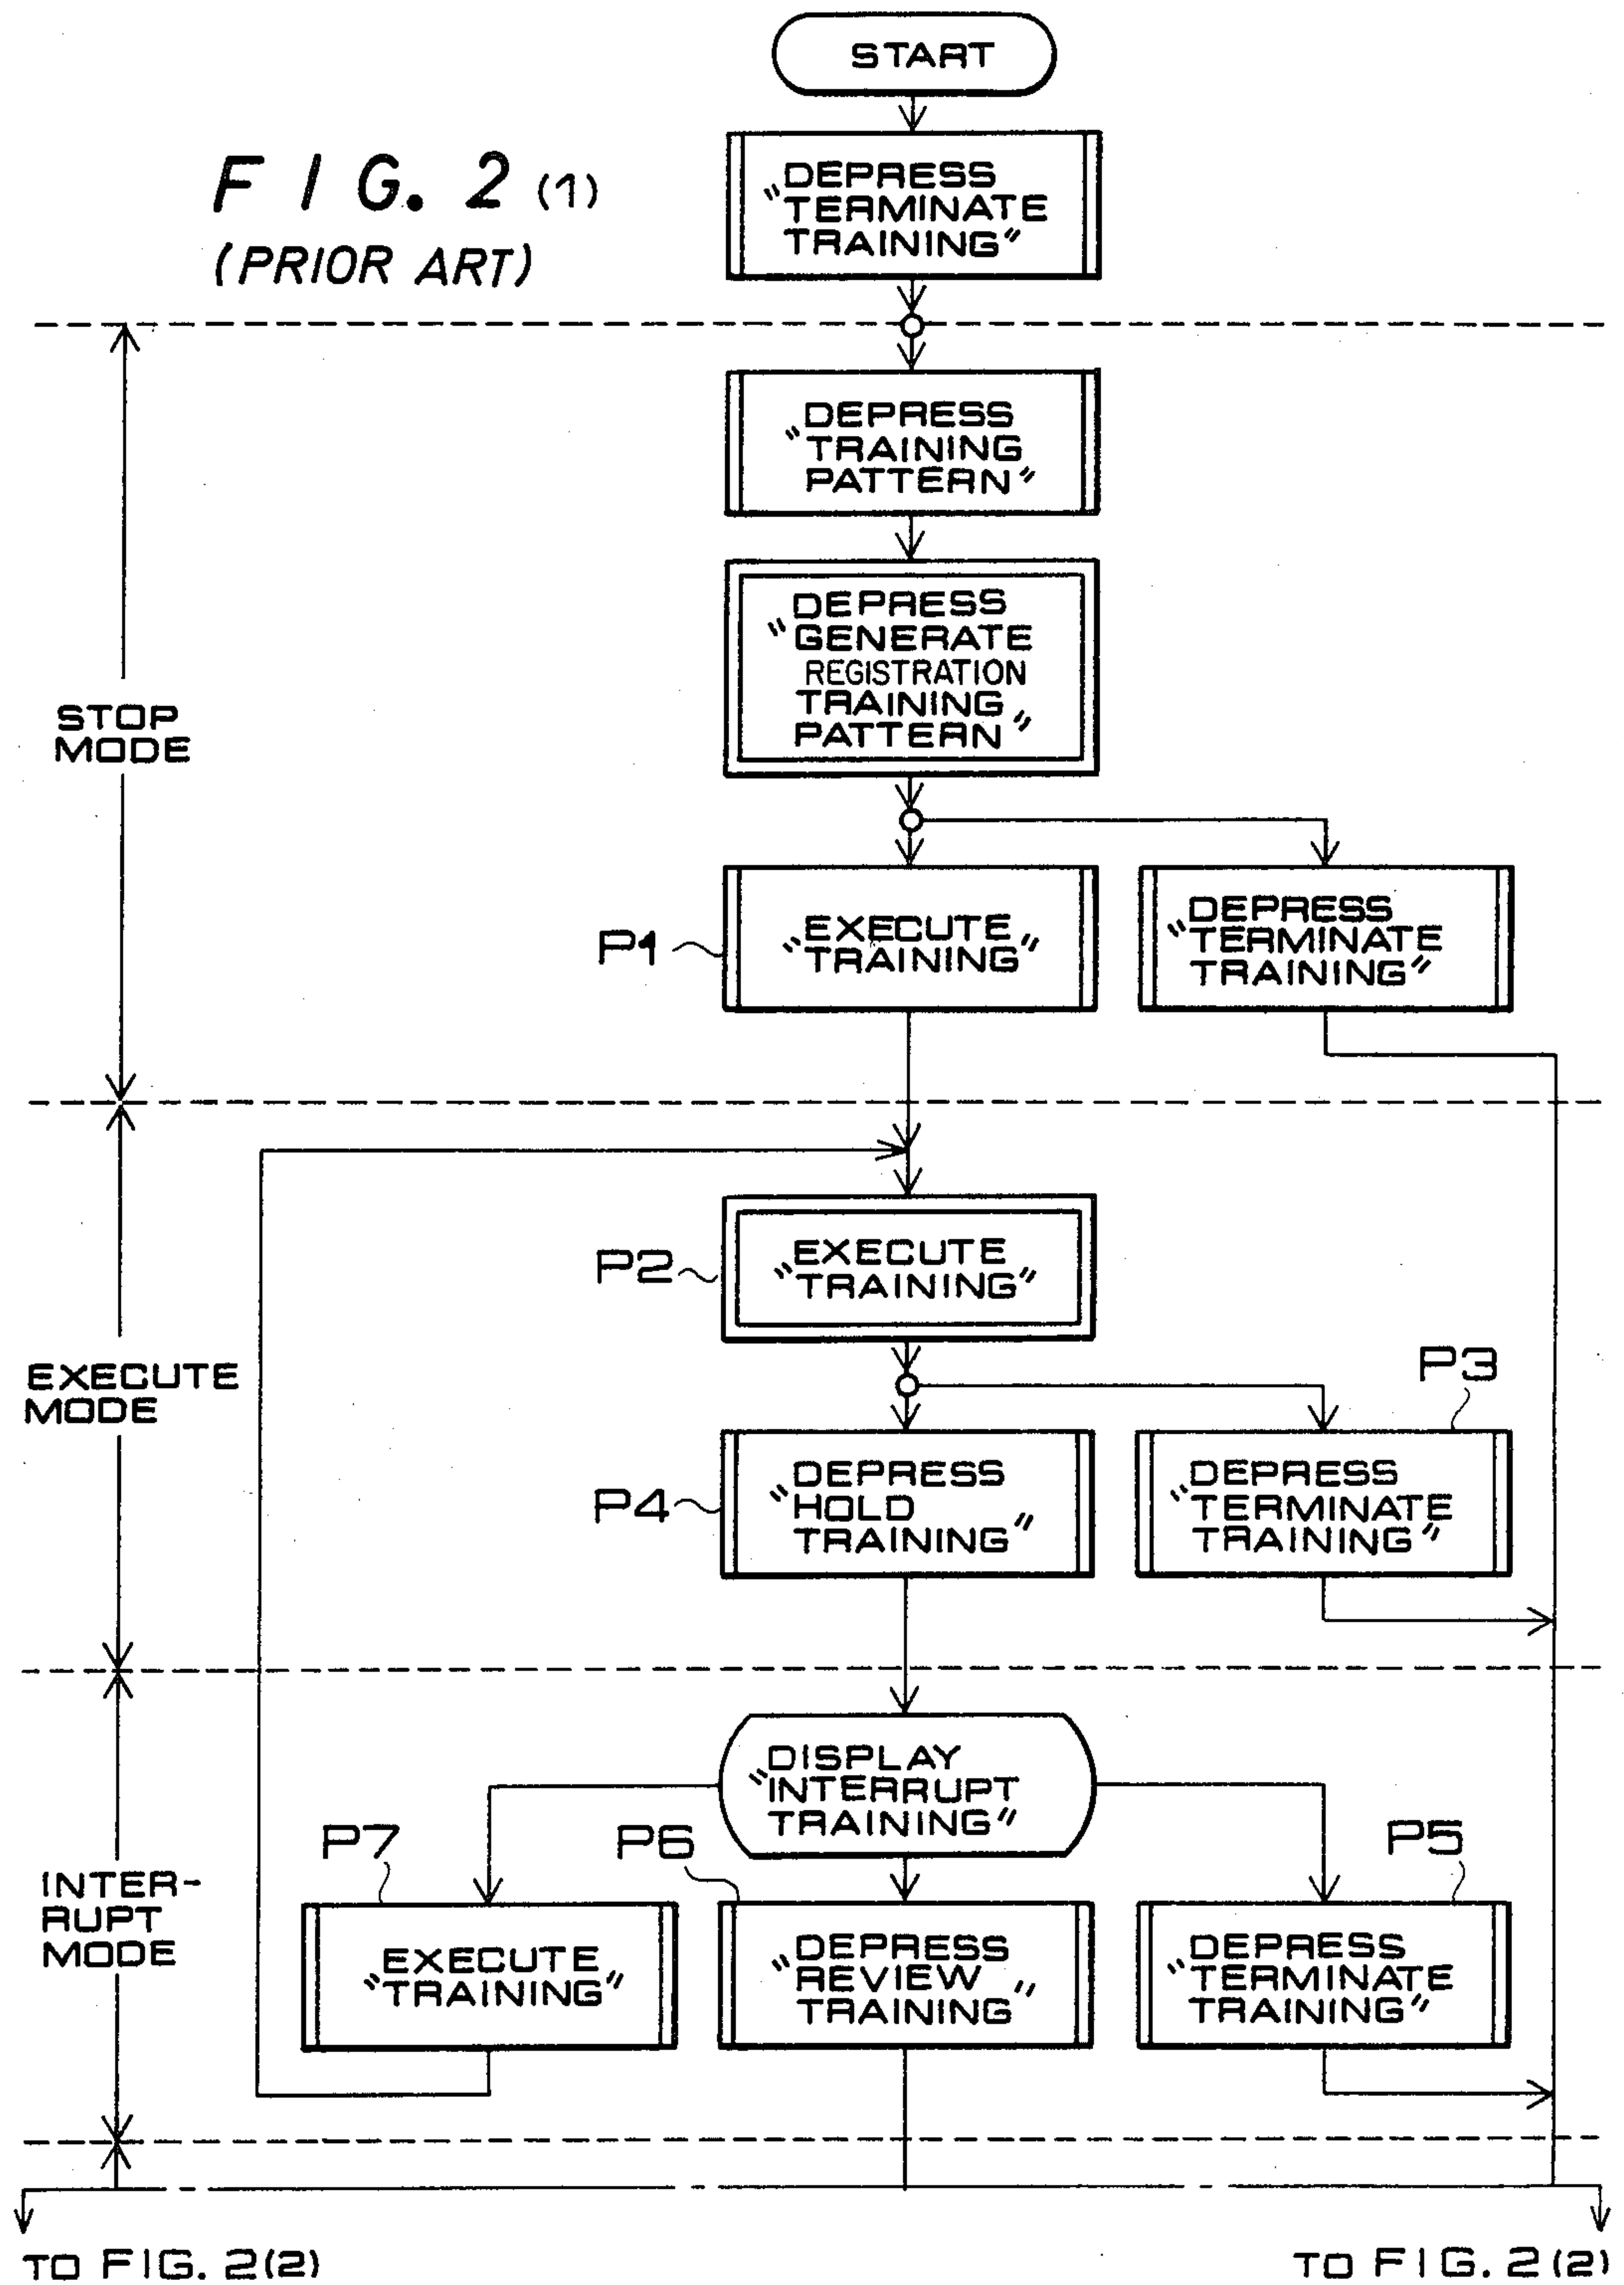 START
F I G. 2 (1)
(PRIOR ART)
DEPRESS
"TERMINATE
TRAINING"
DEPRESS
"TRAINING
PATTERN"
DEPRESS
"GENERATE
REGISTRATION
TRAINING
PATTERN"
STOP
MODE
P1
EXECUTE
"TRAINING"
DEPRESS
"TERMINATE
TRAINING"
P2
EXECUTE
"TRAINING"
EXECUTE
MODE
P3
P4
DEPRESS
"HOLD
TRAINING"
DEPRESS
"TERMINATE
TRAINING"
DISPLAY
"INTERRUPT
TRAINING"
P7
P6
P5
INTER-
RUPT
MODE
EXECUTE
"TRAINING"
DEPRESS
"REVIEW
TRAINING"
DEPRESS
"TERMINATE
TRAINING"
TO FIG. 2(2)
TO FIG. 2(2)